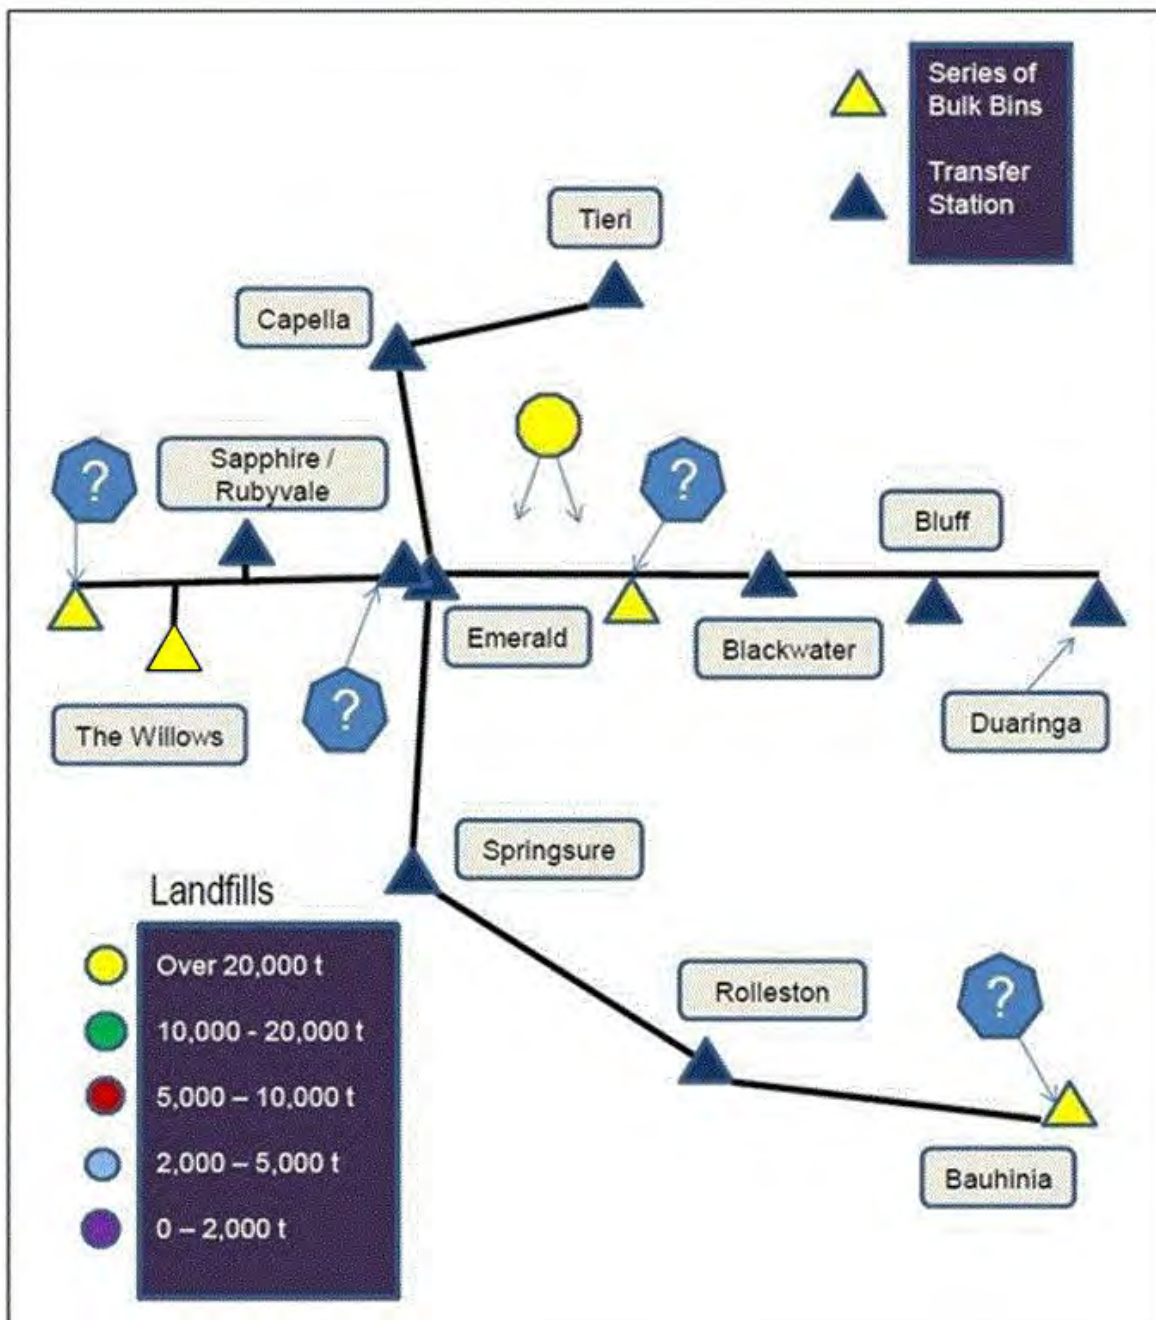 Series of
Bulk Bins
Transfer
Station
Tieri
Capella
Sapphire /
Rubyvale
?
?
Bluff
Emerald
Blackwater
?
The Willows
Duaringa
Springsure
Landfills
Over 20,000 t
10,000 - 20,000 t
5,000 – 10,000 t
2,000 – 5,000 t
0 – 2,000 t
Rolleston
?
Bauhinia